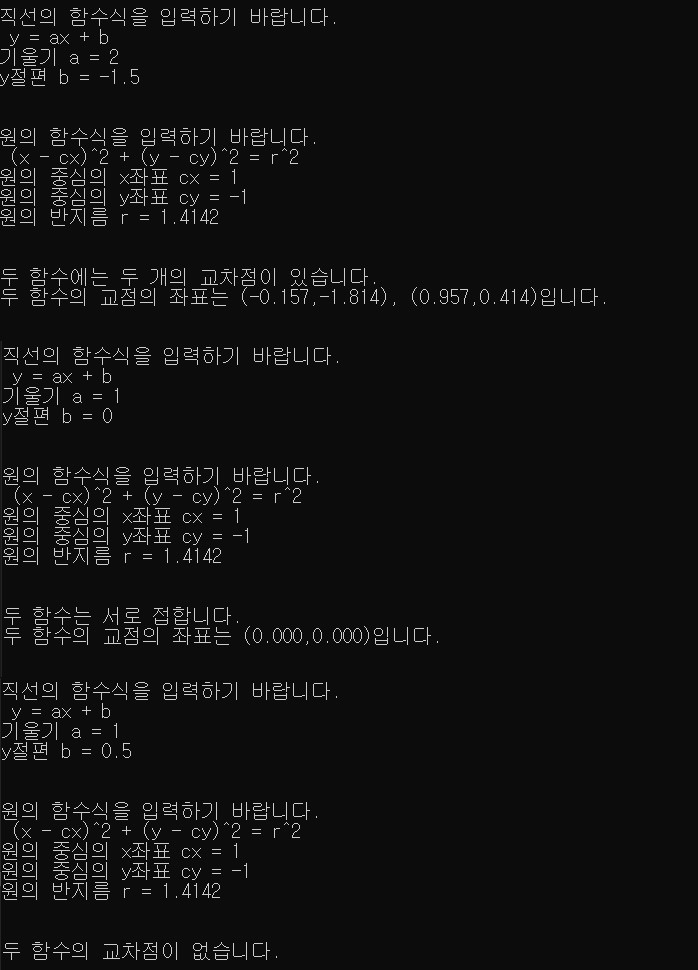 직선의 함수식을 입력하기 바랍니다.
y = ax + b
기울기 a = 2
y절편 b = -1.5
원의 함수식을 입력하기 바랍니다.
(x - cx)^2 + (y - cy)^2 = r^2
원의 중심의 x좌표 cx = 1
원의 중심의 y좌표 cy = -1
원의 반지름 r = 1.4142
두 함수에는 두 개의 교차점이 있습니다.
두 함수의 교점의 좌표는 (-0.157,-1.814), (0.957,0.414)입니다.
직선의 함수식을 입력하기 바랍니다.
y = ax + b
기울기 a = 1
y절편 b = 0
원의 함수식을 입력하기 바랍니다.
(x - cx)^2 + (y - cy)^2 = r^2
원의 중심의 x좌표 cx = 1
원의 중심의 y좌표 cy = -1
원의 반지름 r = 1.4142
두 함수는 서로 접합니다.
두 함수의 교점의 좌표는 (0.000,0.000)입니다.
직선의 함수식을 입력하기 바랍니다.
y = ax + b
기울기 a = 1
y절편 b = 0.5
원의 함수식을 입력하기 바랍니다.
(x - cx)^2 + (y - cy)^2 = r^2
원의 중심의 x좌표 cx = 1
원의 중심의 y좌표 cy = -1
원의 반지름 r = 1.4142
두 함수의 교차점이 없습니다.